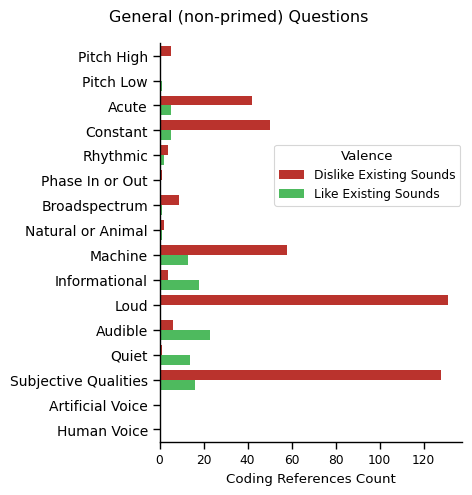 General (non-primed) Questions
Pitch High
Pitch Low
Acute
Constant
Rhythmic
Phase In or Out
Broadspectrum
Natural or Animal
Machine
Informational
Loud
Audible
Quiet
Subjective Qualities
Artificial Voice
Human Voice
Valence
Dislike Existing Sounds
Like Existing Sounds
0 20 40 60 80 100 120
Coding References Count